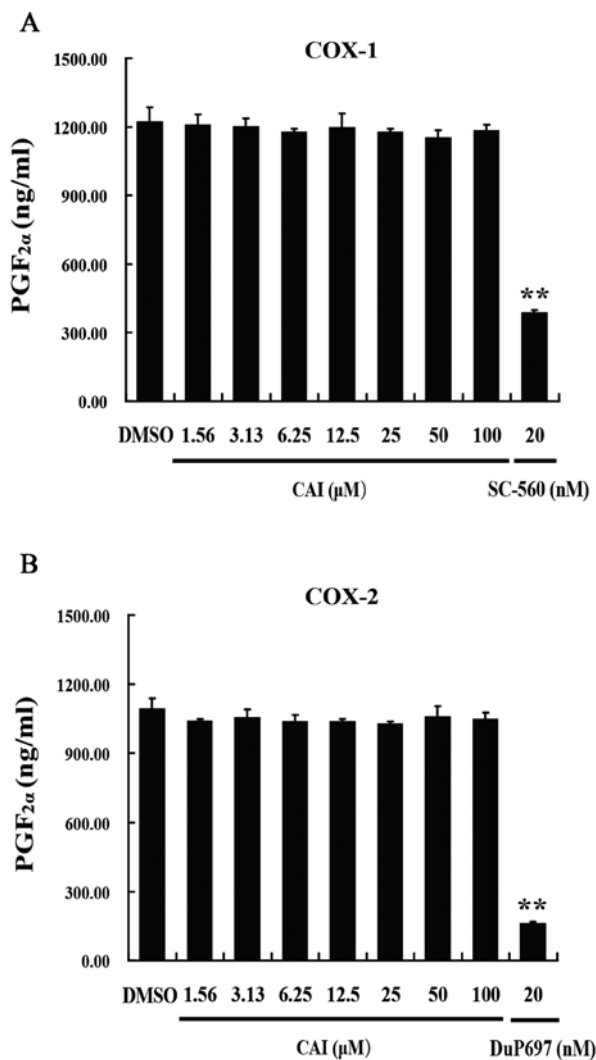 A
COX-1
PGF2α (ng/ml)
1500.00
1200.00
900.00
600.00
300.00
0.00
**
DMSO 1.56 3.13 6.25 12.5 25 50 100 20
CAI (μM) SC-560 (nM)
B
COX-2
PGF2α (ng/ml)
1500.00
1200.00
900.00
600.00
300.00
0.00
**
DMSO 1.56 3.13 6.25 12.5 25 50 100 20
CAI (μM) DuP697 (nM)